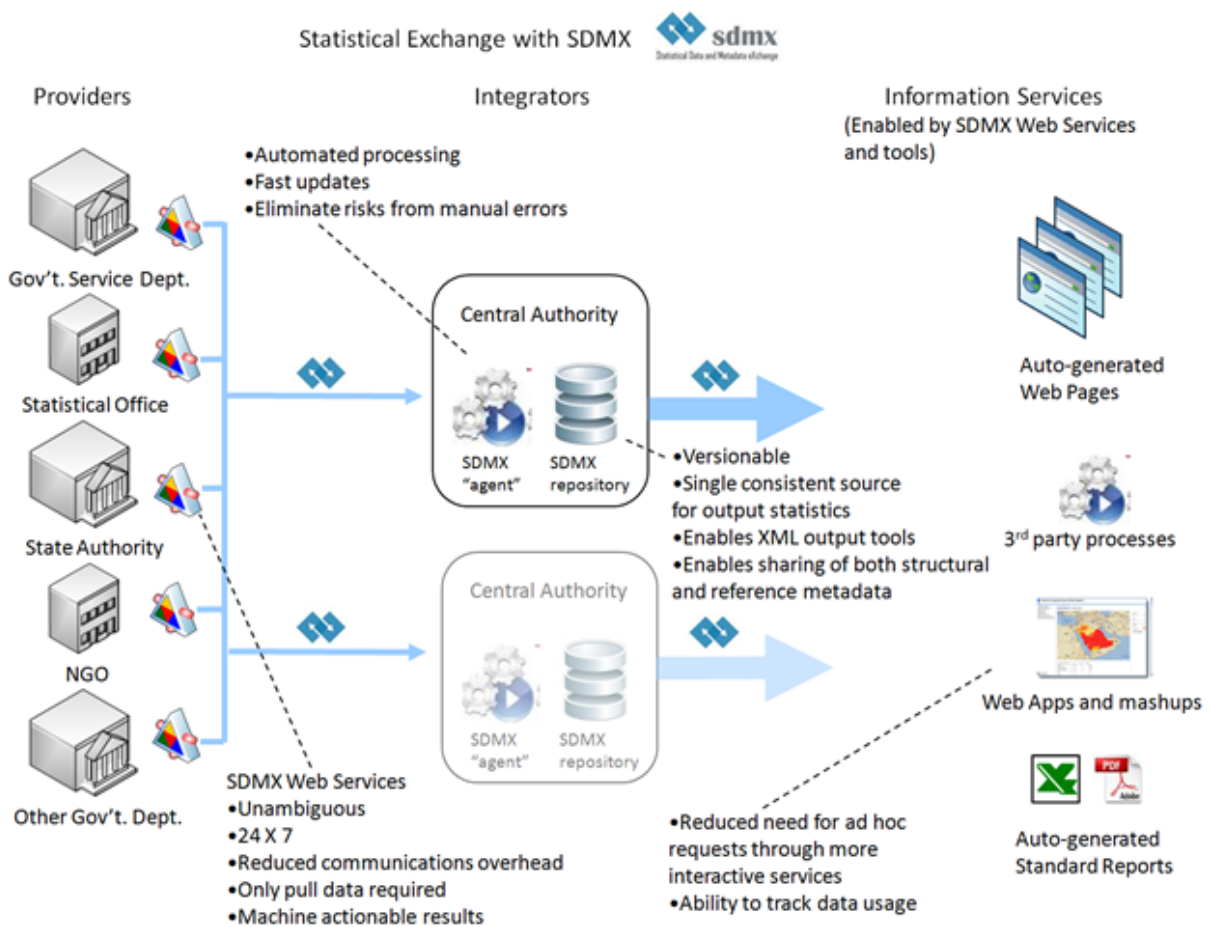 Statistical Exchange with SDMX
sdmx
Statistical Data and Metadata eXchange
Providers
Integrators
Information Services
(Enabled by SDMX Web Services
and tools)
•Automated processing
•Fast updates
•Eliminate risks from manual errors
Gov't. Service Dept.
Statistical Office
State Authority
NGO
Other Gov't. Dept.
Central Authority
SDMX
"agent"
SDMX
repository
•Versionable
•Single consistent source
for output statistics
•Enables XML output tools
•Enables sharing of both structural
and reference metadata
Central Authority
SDMX
"agent"
SDMX
repository
SDMX Web Services
•Unambiguous
•24 X 7
•Reduced communications overhead
•Only pull data required
•Machine actionable results
•Reduced need for ad hoc
requests through more
interactive services
•Ability to track data usage
Auto-generated
Web Pages
3rd party processes
Web Apps and mashups
PDF
Adobe
Auto-generated
Standard Reports